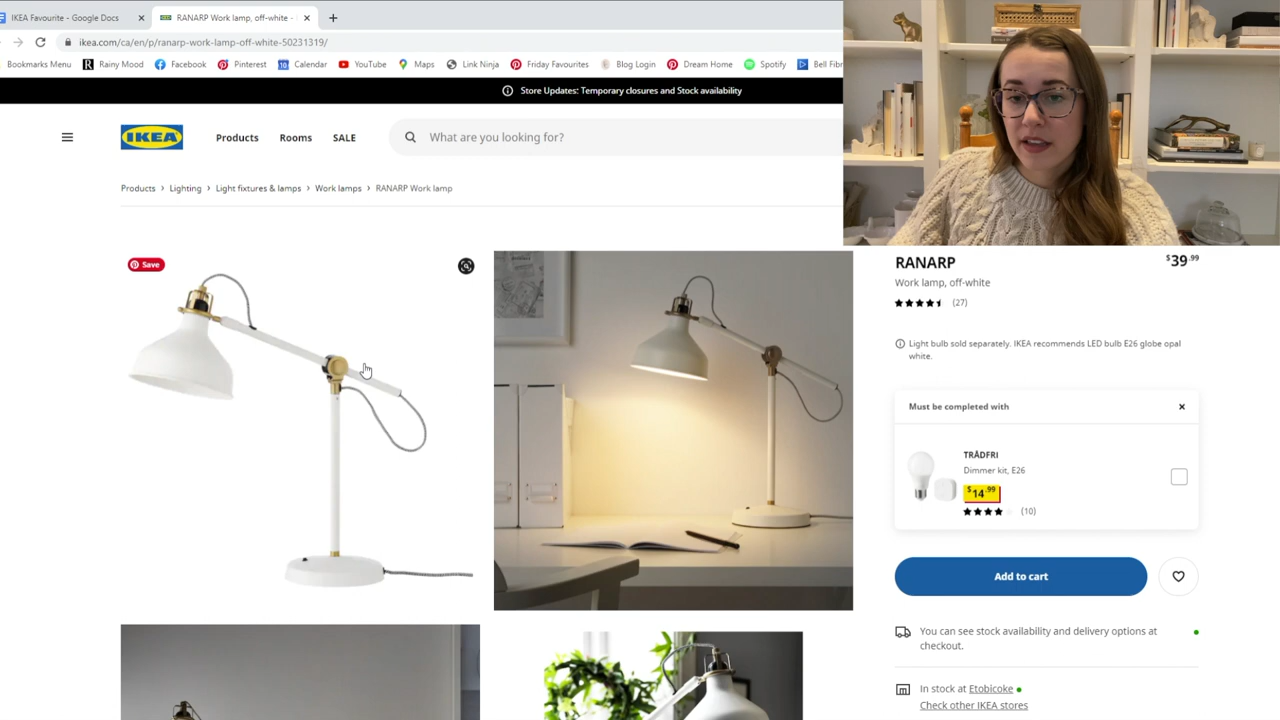 IKEA Favourite - Google Docs
RANARP Work lamp, off-white -
ikea.com/ca/en/p/ranarp-work-lamp-off-white-50231319/
Bookmarks Menu Rainy Mood Facebook Pinterest Calendar YouTube Maps Link Ninja Friday Favourites Blog Login Dream Home Spotify Bell Fib
Store Updates: Temporary closures and Stock availability
IKEA Products Rooms SALE What are you looking for?
Products > Lighting > Light fixtures & lamps > Work lamps > RANARP Work lamp
Save
RANARP $39.99
Work lamp, off-white
(27)
Light bulb sold separately. IKEA recommends LED bulb E26 globe opal
white.
Must be completed with
TRÅDFRI
Dimmer kit, E26
$14.99
(10)
Add to cart
You can see stock availability and delivery options at
checkout.
In stock at Etobicoke
Check other IKEA stores